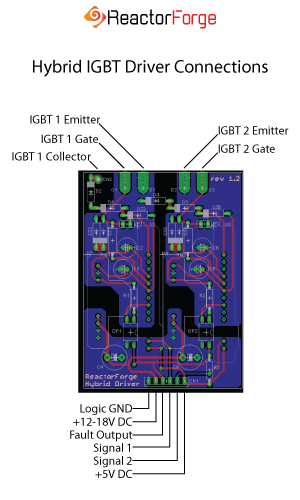 ReactorForge
Hybrid IGBT Driver Connections
IGBT 1 Emitter
IGBT 1 Gate
IGBT 1 Collector
IGBT 2 Emitter
IGBT 2 Gate
rev 1.2
ReactorForge
Hybrid Driver
Logic GND
+12-18V DC
Fault Output
Signal 1
Signal 2
+5V DC